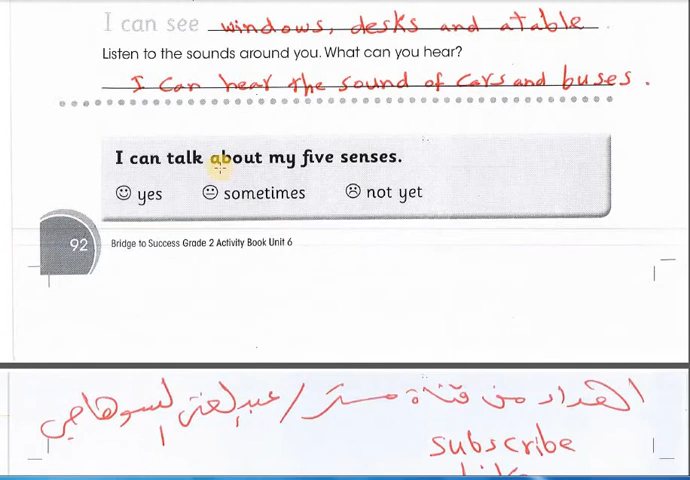 I can see windows, desks and atable
Listen to the sounds around you. What can you hear?
I Can hear the sound of Cars and buses.
I can talk about my five senses.
yes sometimes not yet
92 Bridge to Success Grade 2 Activity Book Unit 6
من قناة مستر / عبدالغني السوهاجي
subscribe